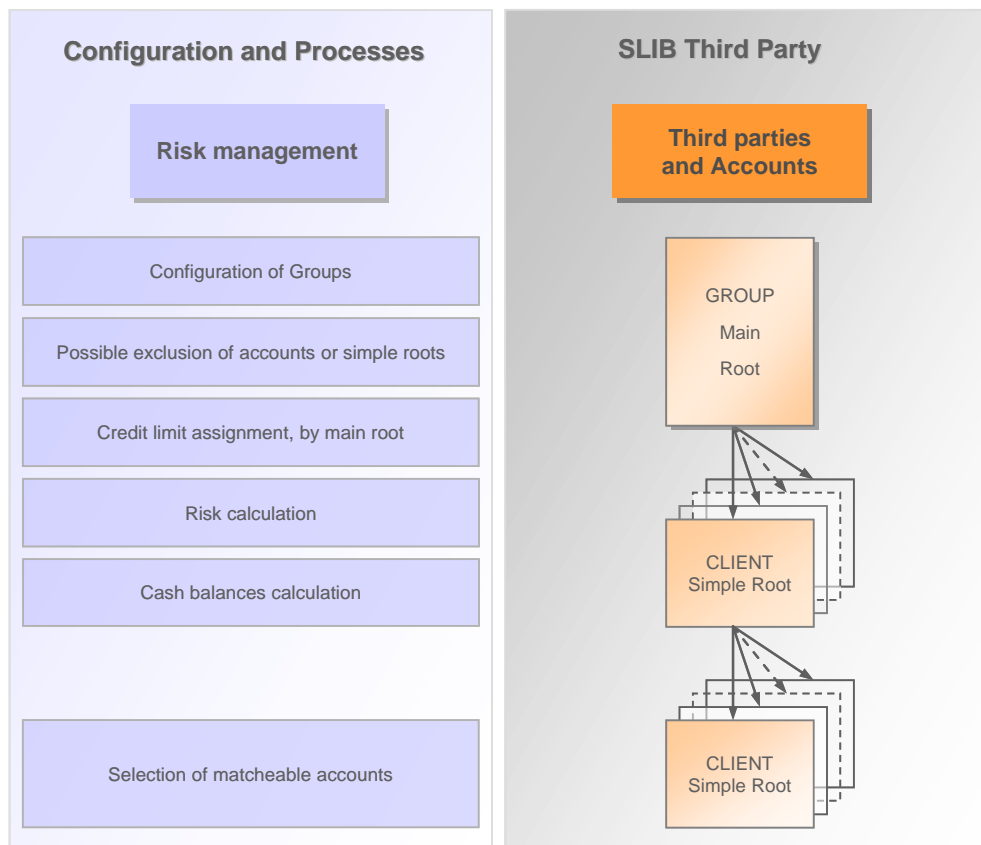 Configuration and Processes
Risk management
Configuration of Groups
Possible exclusion of accounts or simple roots
Credit limit assignment, by main root
Risk calculation
Cash balances calculation
Selection of matcheable accounts
SLIB Third Party
Third parties
and Accounts
GROUP
Main
Root
CLIENT
Simple Root
CLIENT
Simple Root